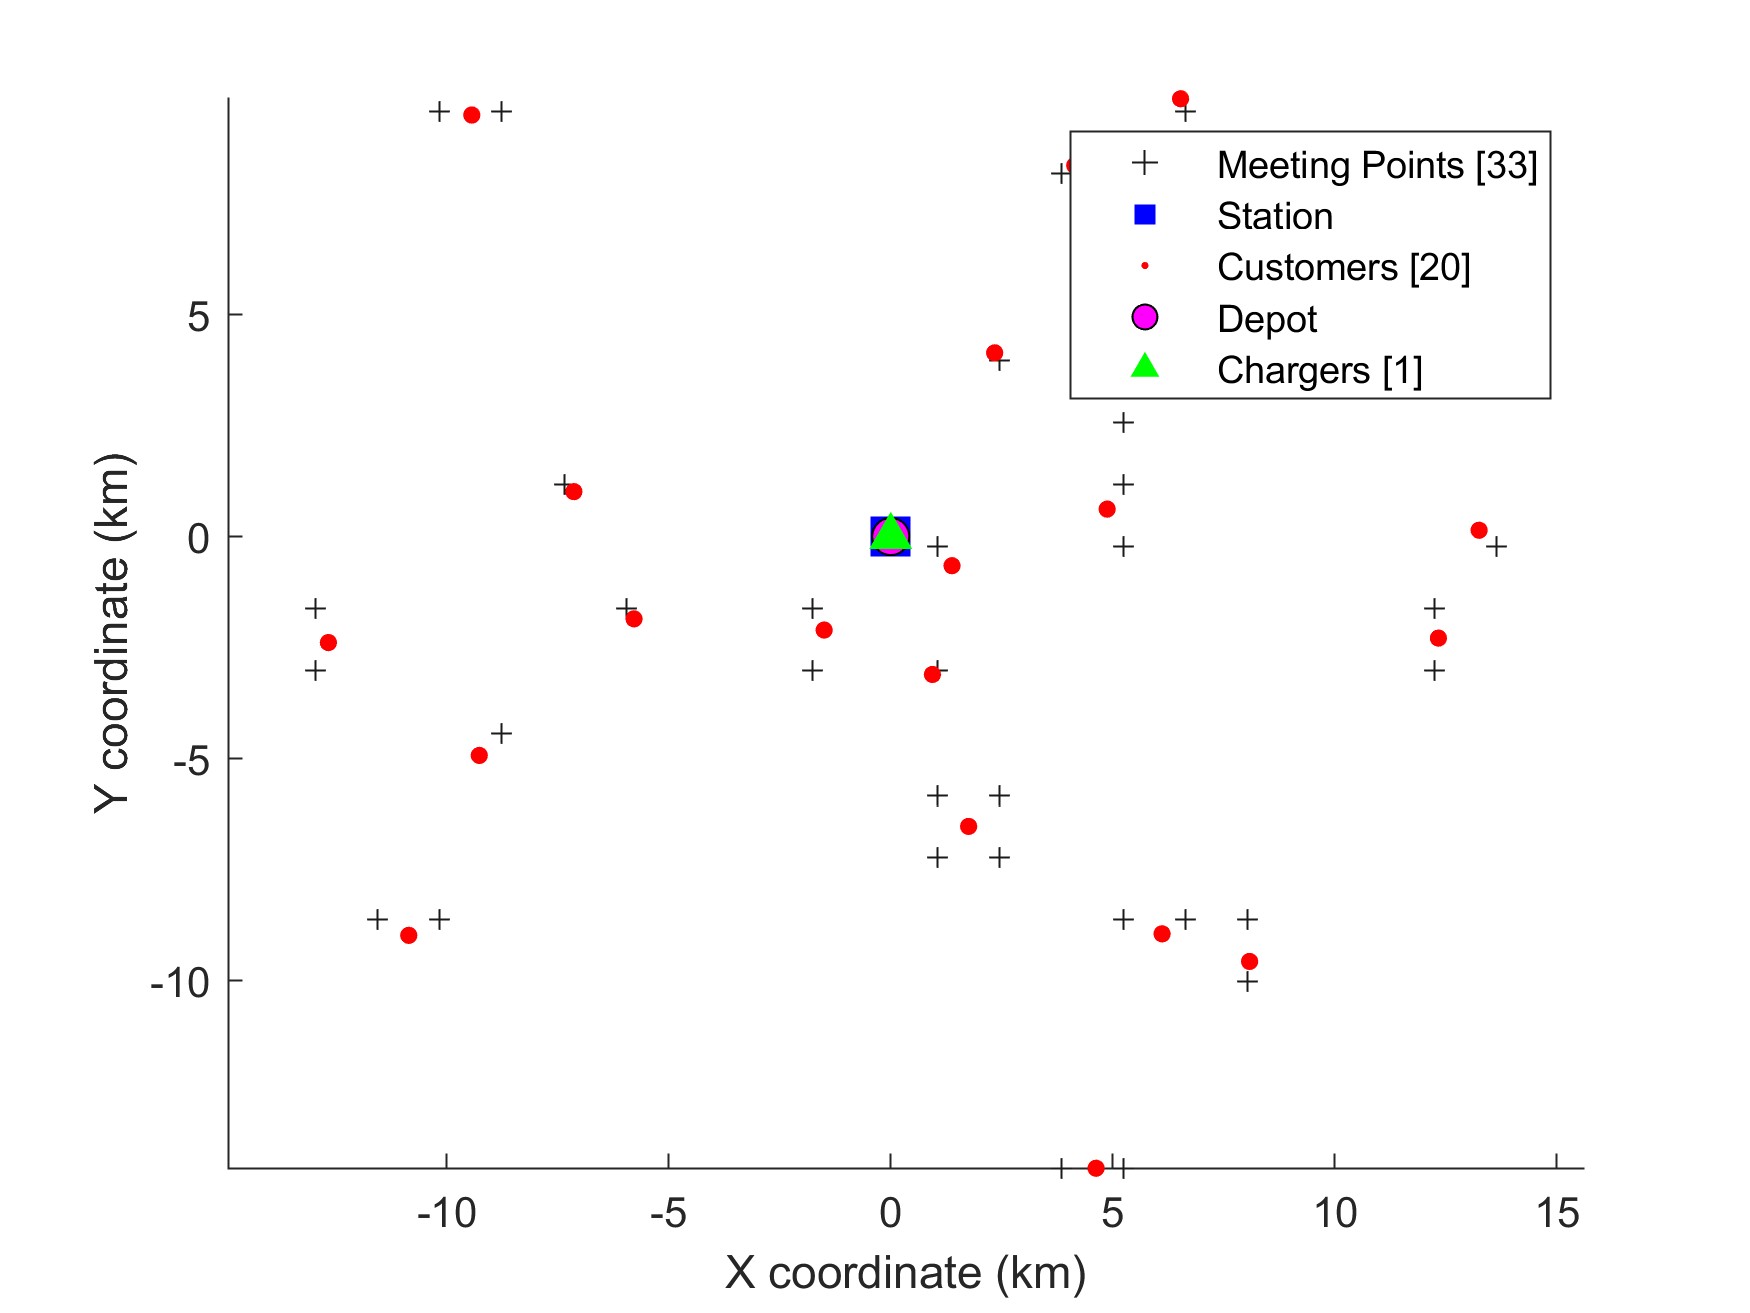 Meeting Points [33]
Station
Customers [20]
Depot
Chargers [1]
5
0
-5
-10
Y coordinate (km)
-10 -5 0 5 10 15
X coordinate (km)